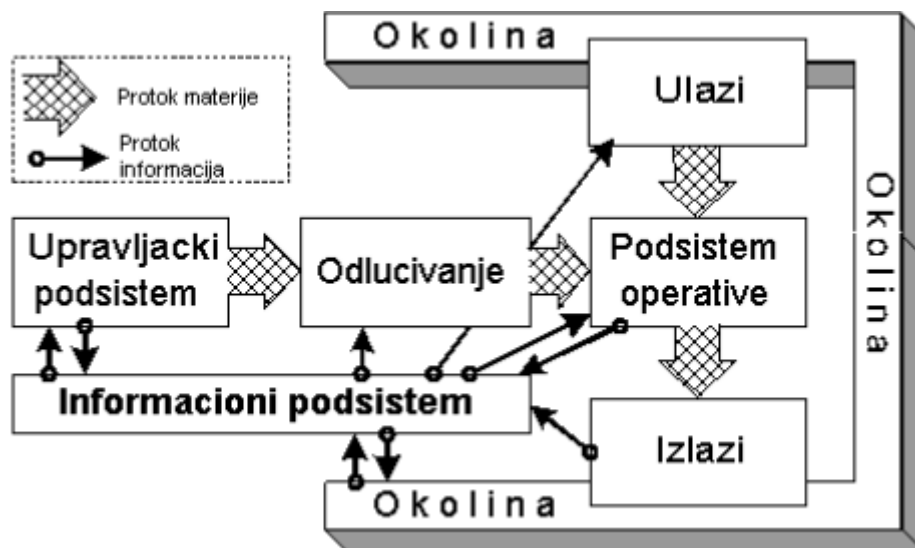 Okolina
Ulazi
Protok materije
Protok
informacija
Okolina
Upravljacki
podsistem
Odlucivanje
Podsistem
operative
Informacioni podsistem
Izlazi
Okolina